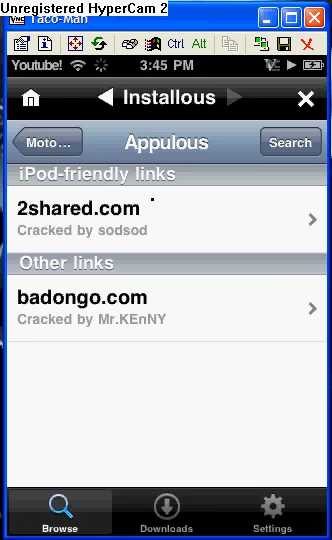 Unregistered HyperCam 2
Taco-Man
Ctrl Alt
Youtube! 3:45 PM
Installous
Moto... Appulous Search
iPod-friendly links
2shared.com
Cracked by sodsod
Other links
badongo.com
Cracked by Mr.KEnNY
Browse Downloads Settings